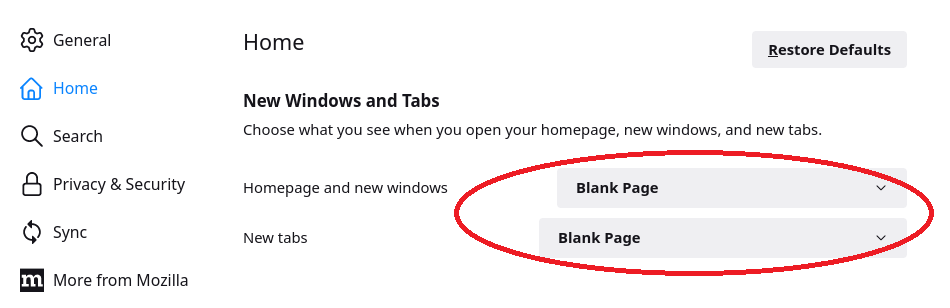 General
Home
Search
Privacy & Security
Sync
m More from Mozilla
Home
Restore Defaults
New Windows and Tabs
Choose what you see when you open your homepage, new windows, and new tabs.
Homepage and new windows
Blank Page
New tabs
Blank Page